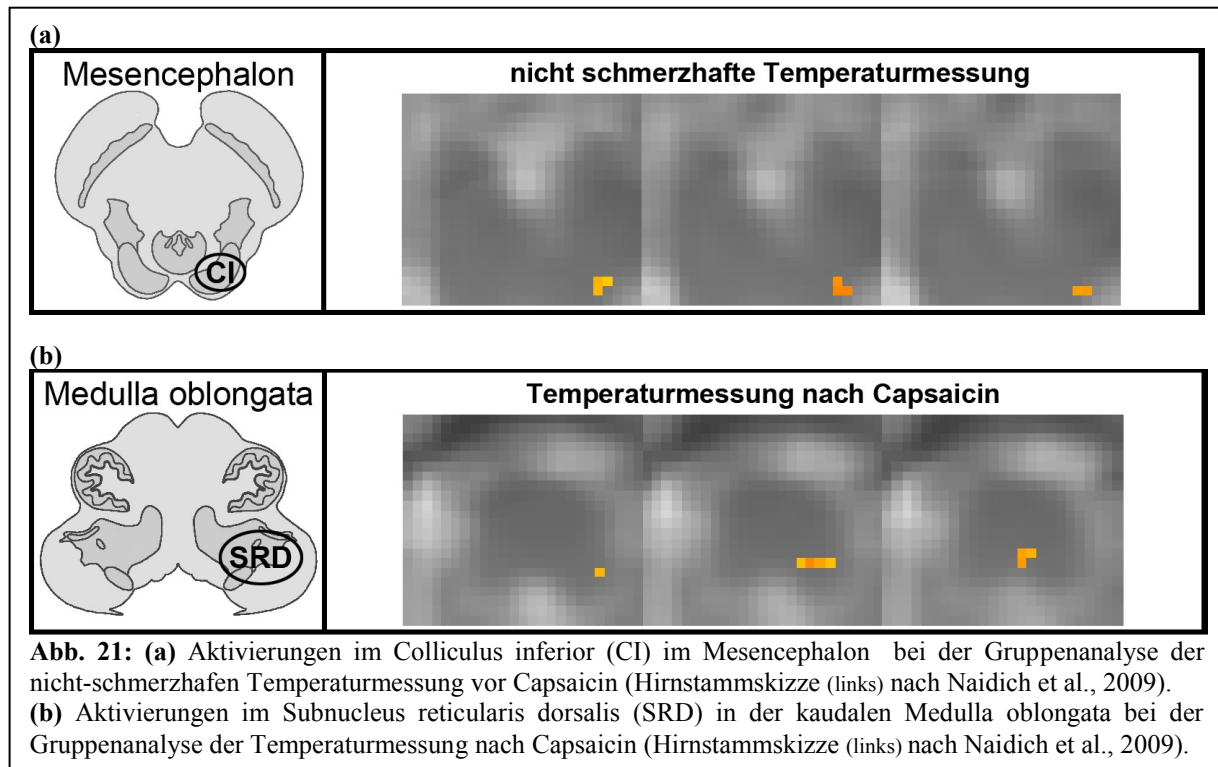 (a)
Mesencephalon
nicht schmerzhafte Temperaturmessung
CI
(b)
Medulla oblongata
Temperaturmessung nach Capsaicin
SRD
Abb. 21: (a) Aktivierungen im Colliculus inferior (CI) im Mesencephalon bei der Gruppenanalyse der
nicht-schmerzhafen Temperaturmessung vor Capsaicin (Hirnstammskizze (links) nach Naidich et al., 2009).
(b) Aktivierungen im Subnucleus reticularis dorsalis (SRD) in der kaudalen Medulla oblongata bei der
Gruppenanalyse der Temperaturmessung nach Capsaicin (Hirnstammskizze (links) nach Naidich et al., 2009).